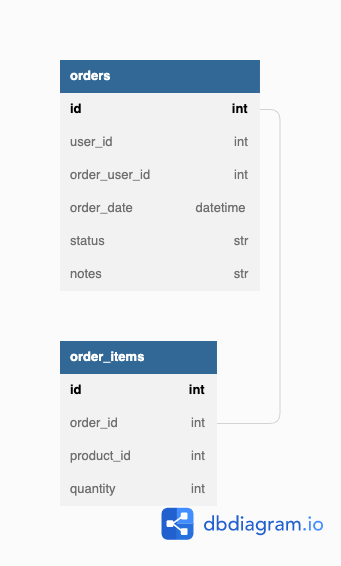 orders
id int
user_id int
order_user_id int
order_date datetime
status str
notes str
order_items
id int
order_id int
product_id int
quantity int
dbdiagram.io